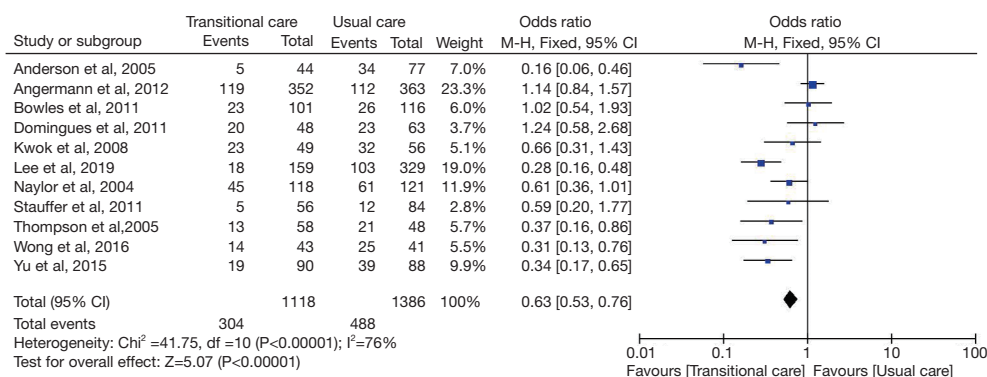 Transitional care Usual care Odds ratio Odds ratio
Study or subgroup Events Total Events Total Weight M-H, Fixed, 95% CI M-H, Fixed, 95% CI
Anderson et al, 2005 5 44 34 77 7.0% 0.16 [0.06, 0.46]
Angermann et al, 2012 119 352 112 363 23.3% 1.14 [0.84, 1.57]
Bowles et al, 2011 23 101 26 116 6.0% 1.02 [0.54, 1.93]
Domingues et al, 2011 20 48 23 63 3.7% 1.24 [0.58, 2.68]
Kwok et al, 2008 23 49 32 56 5.1% 0.66 [0.31, 1.43]
Lee et al, 2019 18 159 103 329 19.0% 0.28 [0.16, 0.48]
Naylor et al, 2004 45 118 61 121 11.9% 0.61 [0.36, 1.01]
Stauffer et al, 2011 5 56 12 84 2.8% 0.59 [0.20, 1.77]
Thompson et al,2005 13 58 21 48 5.7% 0.37 [0.16, 0.86]
Wong et al, 2016 14 43 25 41 5.5% 0.31 [0.13, 0.76]
Yu et al, 2015 19 90 39 88 9.9% 0.34 [0.17, 0.65]
Total (95% CI) 1118 1386 100% 0.63 [0.53, 0.76]
Total events 304 488
Heterogeneity: Chi² =41.75, df =10 (P<0.00001); I²=76%
Test for overall effect: Z=5.07 (P<0.00001)
0.01 0.1 1 10 100
Favours [Transitional care] Favours [Usual care]